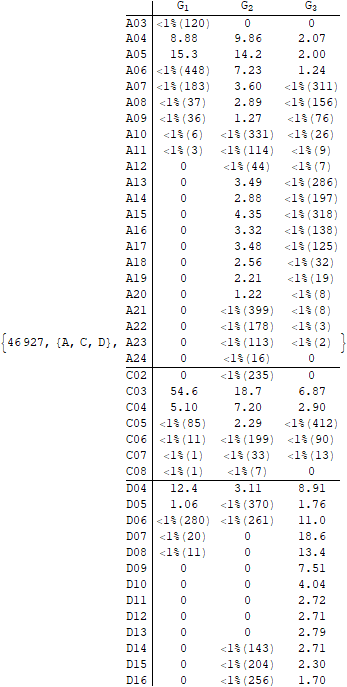 G1 G2 G3
A03 <1%(120) 0 0
A04 8.88 9.86 2.07
A05 15.3 14.2 2.00
A06 <1%(448) 7.23 1.24
A07 <1%(183) 3.60 <1%(311)
A08 <1%(37) 2.89 <1%(156)
A09 <1%(36) 1.27 <1%(76)
A10 <1%(6) <1%(331) <1%(26)
A11 <1%(3) <1%(114) <1%(9)
A12 0 <1%(44) <1%(7)
A13 0 3.49 <1%(286)
A14 0 2.88 <1%(197)
A15 0 4.35 <1%(318)
A16 0 3.32 <1%(138)
A17 0 3.48 <1%(125)
A18 0 2.56 <1%(32)
A19 0 2.21 <1%(19)
A20 0 1.22 <1%(8)
A21 0 <1%(399) <1%(8)
A22 0 <1%(178) <1%(3)
{46927, {A, C, D}, A23 0 <1%(113) <1%(2) }
A24 0 <1%(16) 0
C02 0 <1%(235) 0
C03 54.6 18.7 6.87
C04 5.10 7.20 2.90
C05 <1%(85) 2.29 <1%(412)
C06 <1%(11) <1%(199) <1%(90)
C07 <1%(1) <1%(33) <1%(13)
C08 <1%(1) <1%(7) 0
D04 12.4 3.11 8.91
D05 1.06 <1%(370) 1.76
D06 <1%(280) <1%(261) 11.0
D07 <1%(20) 0 18.6
D08 <1%(11) 0 13.4
D09 0 0 7.51
D10 0 0 4.04
D11 0 0 2.72
D12 0 0 2.71
D13 0 0 2.79
D14 0 <1%(143) 2.71
D15 0 <1%(204) 2.30
D16 0 <1%(256) 1.70